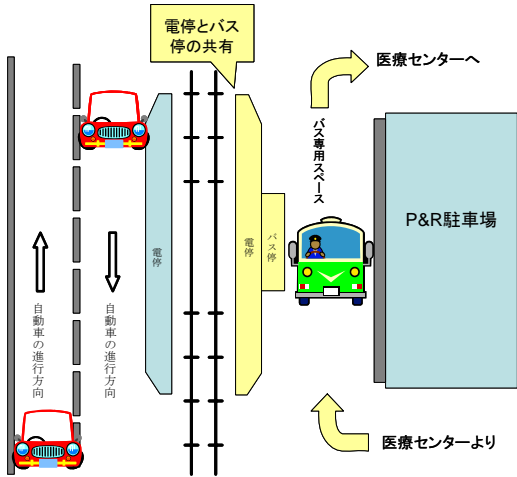 電停とバス
停の共有
医療センターへ
バス専用スペース
P&R駐車場
電停
電停
バス停
自動車の進行方向
自動車の進行方向
医療センターより